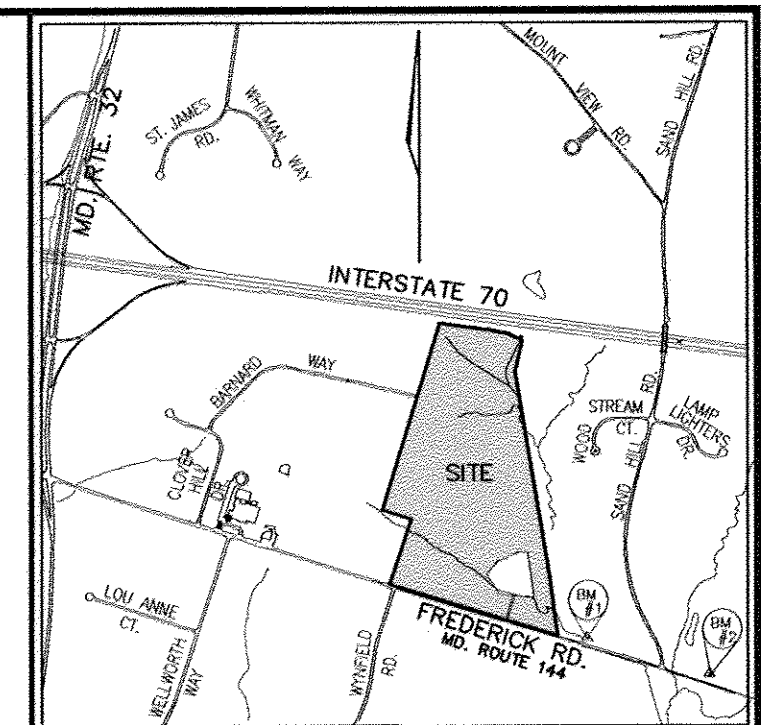 MOUNT
VIEW
RD.
SAND HILL RD.
ST. JAMES
RD.
WHITMAN
WAY
MD. RTE. 32
INTERSTATE 70
BARNARD
WAY
CLOVER
HILL
DR.
STREAM
CT.
WOOD
LAMP
LIGHTERS
DR.
SAND HILL RD.
SITE
LOU ANNE
CT.
WELLWORTH
WAY
WYNFIELD
RD.
FREDERICK RD.
MD. ROUTE 144
BM
#1
BM
#2